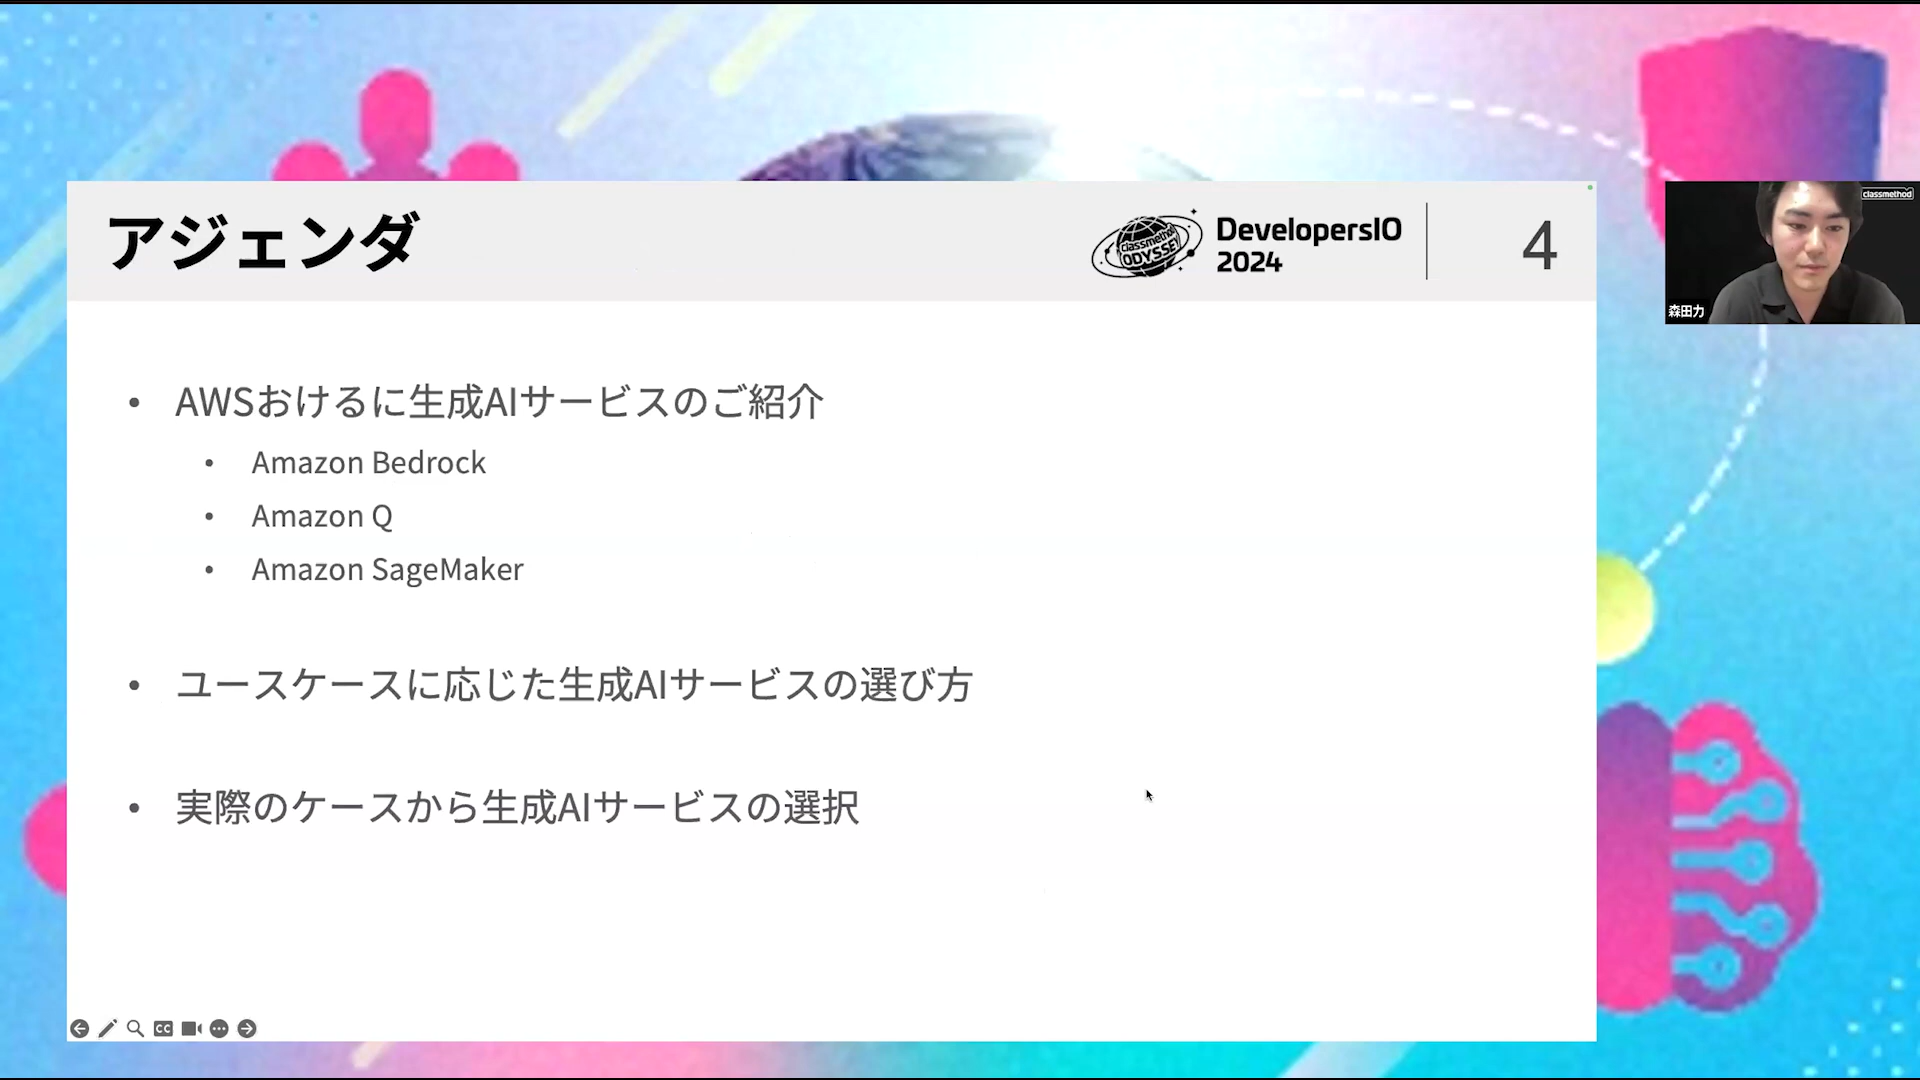 アジェンダ
classmethod
ODYSSEY
DevelopersIO
2024
4
classmethod
森田力
• AWSおけるに生成AIサービスのご紹介
• Amazon Bedrock
• Amazon Q
• Amazon SageMaker
• ユースケースに応じた生成AIサービスの選び方
• 実際のケースから生成AIサービスの選択
CC